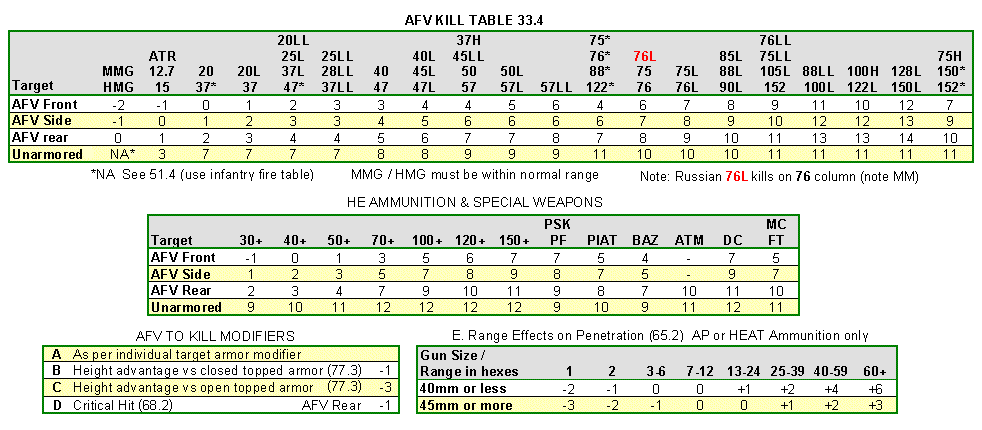 AFV KILL TABLE 33.4
20LL 37H 75* 76LL
ATR 25L 25LL 40L 45LL 76* 76L 85L 75LL 75H
MMG 12.7 20 20L 37L 28LL 40 45L 50 50L 88* 75 75L 88L 105L 88LL 100H 128L 150*
Target HMG 15 37* 37 47* 37LL 47 47L 57 57L 57LL 122* 76 76L 90L 152 100L 122L 150L 152*
AFV Front -2 -1 0 1 2 3 3 4 4 5 6 4 6 7 8 9 11 10 12 7
AFV Side -1 0 1 2 3 3 4 5 6 6 6 6 7 8 9 10 12 12 13 9
AFV rear 0 1 2 3 4 4 5 6 7 7 8 7 8 9 10 11 13 13 14 10
Unarmored NA* 3 7 7 7 7 8 8 9 9 9 11 10 10 10 11 11 11 11 11
*NA See 51.4 (use infantry fire table) MMG / HMG must be within normal range Note: Russian 76L kills on 76 column (note MM)
HE AMMUNITION & SPECIAL WEAPONS
PSK MC
Target 30+ 40+ 50+ 70+ 100+ 120+ 150+ PF PIAT BAZ ATM DC FT
AFV Front -1 0 1 3 5 6 7 7 5 4 - 7 5
AFV Side 1 2 3 5 7 8 9 8 7 5 - 9 7
AFV Rear 2 3 4 7 9 10 11 9 8 7 10 11 10
Unarmored 9 10 11 12 12 12 12 10 10 9 11 12 11
AFV TO KILL MODIFIERS
A As per individual target armor modifier
B Height advantage vs closed topped armor (77.3) -1
C Height advantage vs open topped armor (77.3) -3
D Critical Hit (68.2) AFV Rear -1
E. Range Effects on Penetration (65.2) AP or HEAT Ammunition only
Gun Size /
Range in hexes 1 2 3-6 7-12 13-24 25-39 40-59 60+
40mm or less -2 -1 0 0 +1 +2 +4 +6
45mm or more -3 -2 -1 0 0 +1 +2 +3